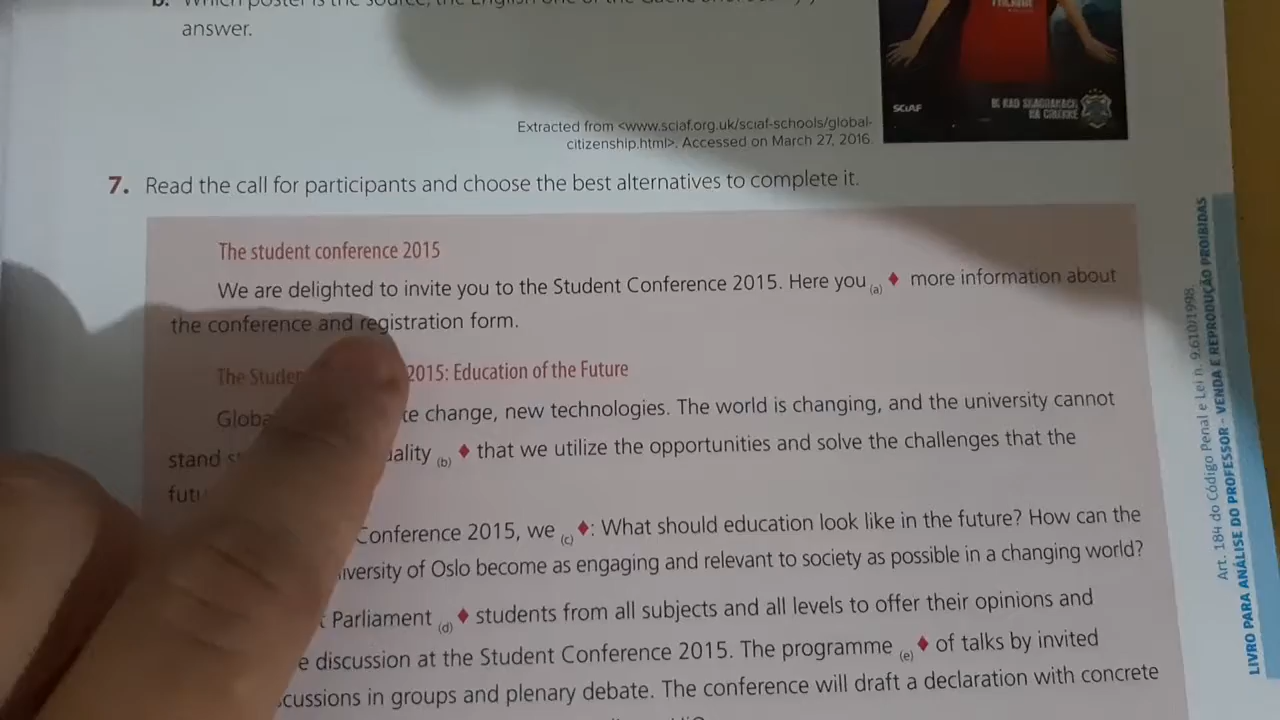 answer.
SCIAF
Extracted from <www.sciaf.org.uk/sciaf-schools/global-
citizenship.html>. Accessed on March 27, 2016.
7. Read the call for participants and choose the best alternatives to complete it.
The student conference 2015
We are delighted to invite you to the Student Conference 2015. Here you (a) ♦ more information about
the conference and registration form.
The Studen 2015: Education of the Future
Globa te change, new technologies. The world is changing, and the university cannot
stand uality (b) ♦ that we utilize the opportunities and solve the challenges that the
futu
Conference 2015, we (c) ♦: What should education look like in the future? How can the
iversity of Oslo become as engaging and relevant to society as possible in a changing world?
t Parliament (d) ♦ students from all subjects and all levels to offer their opinions and
e discussion at the Student Conference 2015. The programme (e) ♦ of talks by invited
cussions in groups and plenary debate. The conference will draft a declaration with concrete
Art. 184 do Código Penal e Lei n. 9.610/1998.
LIVRO PARA ANÁLISE DO PROFESSOR - VENDA E REPRODUÇÃO PROIBIDAS